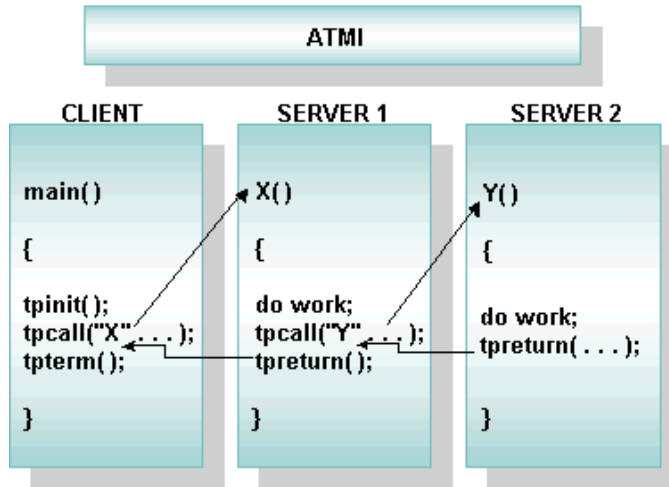 ATMI
CLIENT
main( )
{
tpinit( );
tpcall("X" . . . );
tpterm( );
}
SERVER 1
X( )
{
do work;
tpcall("Y" . . . );
tpreturn( );
}
SERVER 2
Y( )
{
do work;
tpreturn( . . . );
}